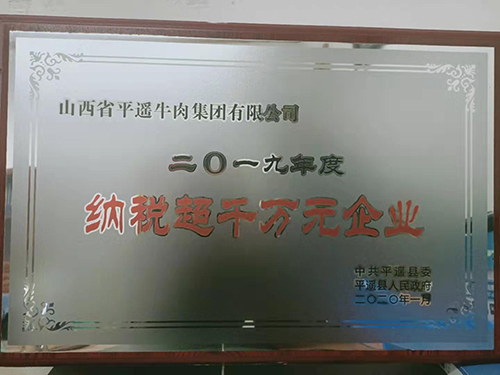 山西省平遥牛肉集团有限公司
二〇一九年度
纳税超千万元企业
中共平遥县委
平遥县人民政府
二〇二〇年一月